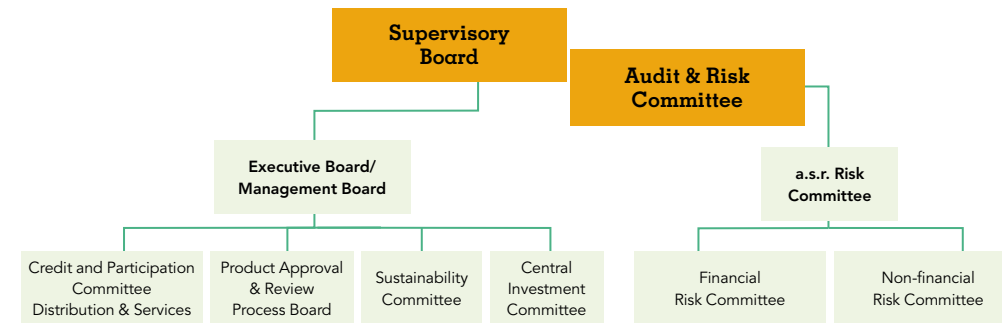 Supervisory
Board
Audit & Risk
Committee
Executive Board/
Management Board
a.s.r. Risk
Committee
Credit and Participation
Committee
Distribution & Services
Product Approval
& Review
Process Board
Sustainability
Committee
Central
Investment
Committee
Financial
Risk Committee
Non-financial
Risk Committee